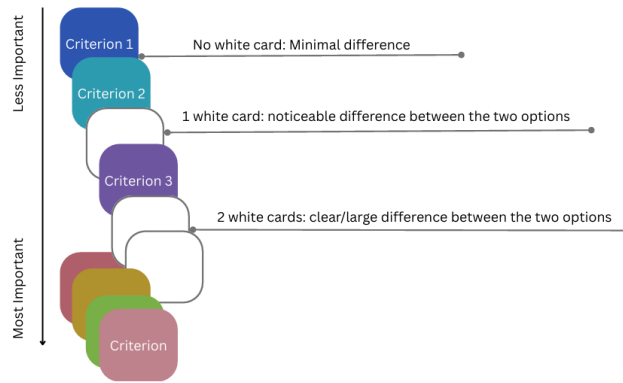 Less Important
Criterion 1
No white card: Minimal difference
Criterion 2
1 white card: noticeable difference between the two options
Criterion 3
2 white cards: clear/large difference between the two options
Most Important
Criterion